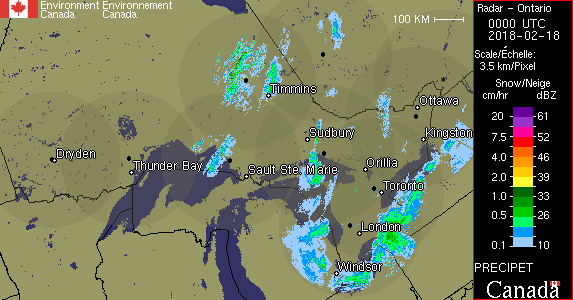 Environment Environnement
Canada Canada
100 KM
Timmins
Ottawa
Sudbury
Kingston
Dryden
Thunder Bay
Sault Ste. Marie
Orillia
Toronto
London
Windsor
Radar - Ontario
0000 UTC
2018-02-18
Scale/Échelle:
3.5 km/Pixel
Snow/Neige
cm/hr dBZ
20 61
7.5 52
4.0 46
2.0 39
1.0 33
0.5 26
0.1 10
PRECIPET
Canada